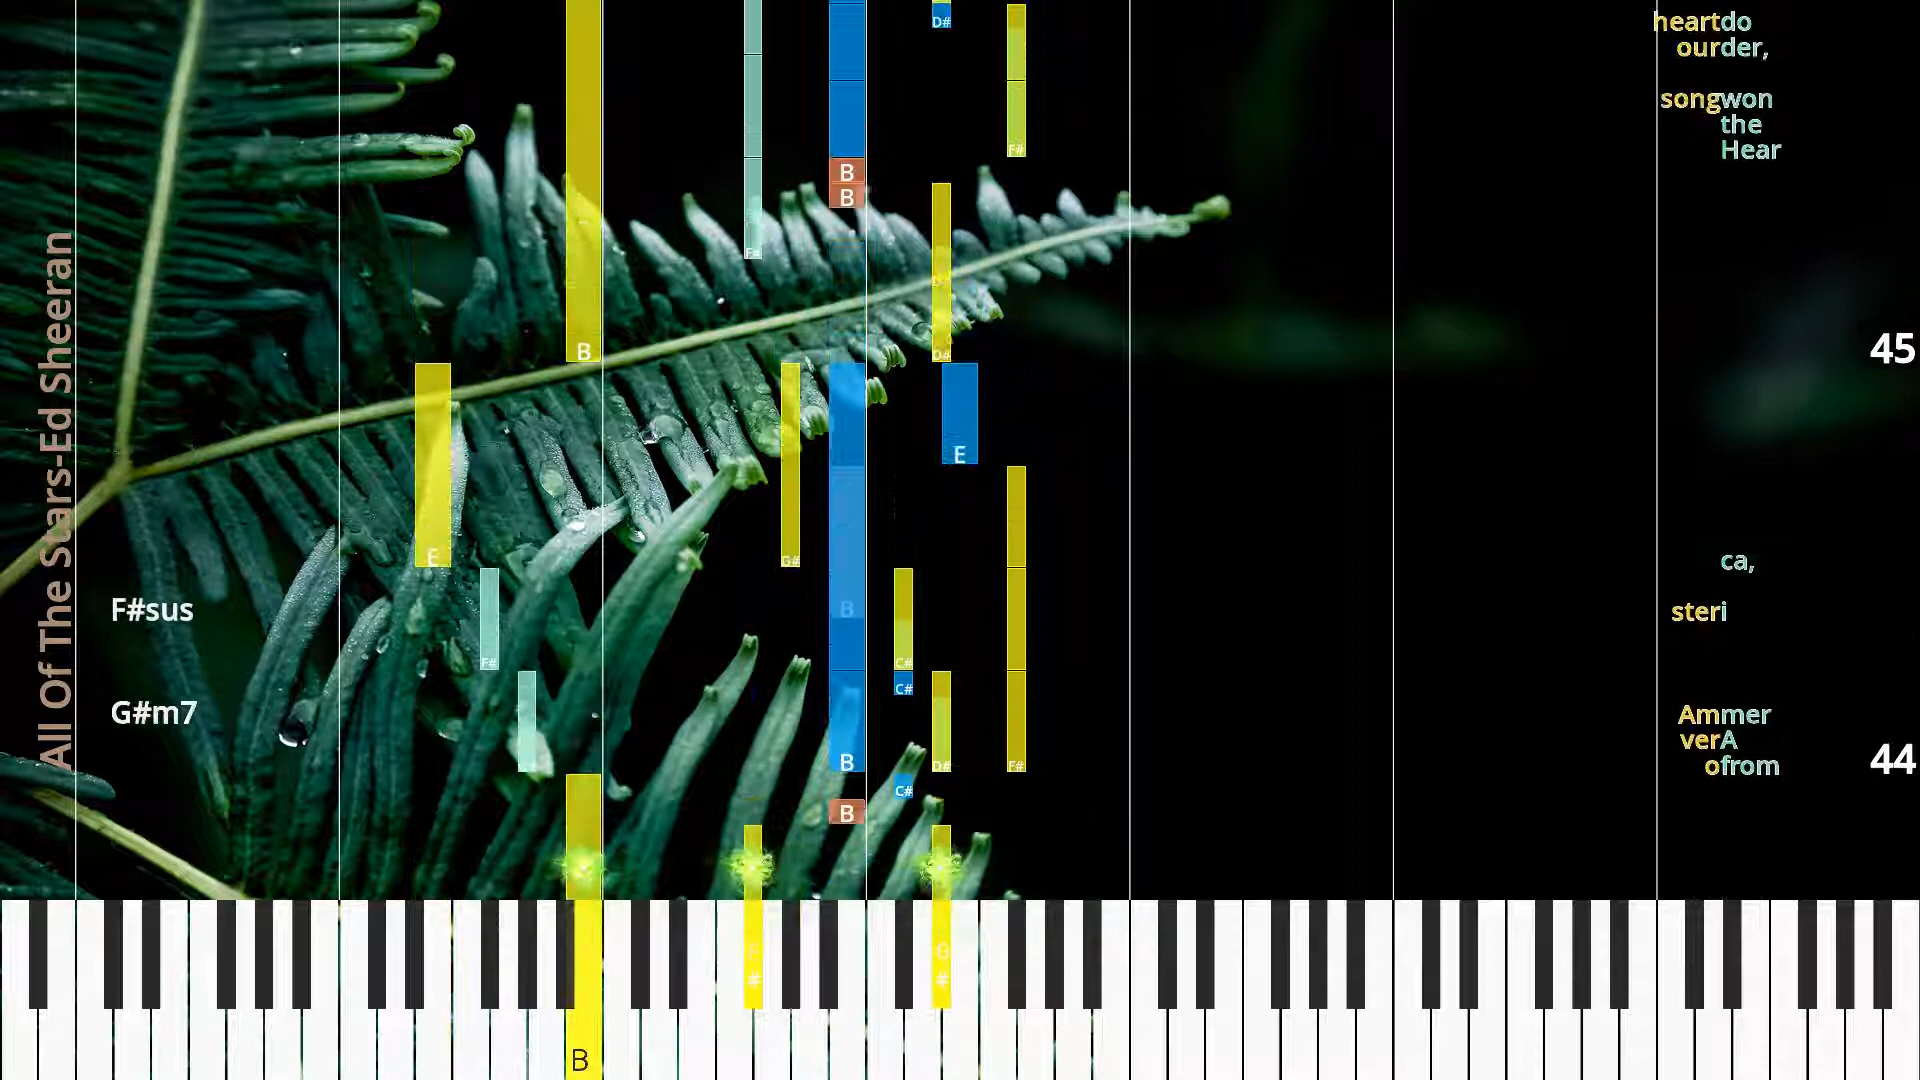 All Of The Stars-Ed Sheeran
heartdo
ourder,
songwon
the
Hear
45
ca,
steri
Ammer
verA
ofrom
44
F#sus
G#m7
D#
F#
B
B
F#
B
D#
E
E
G#
B
F#
C#
C#
B
D#
F#
C#
B
B